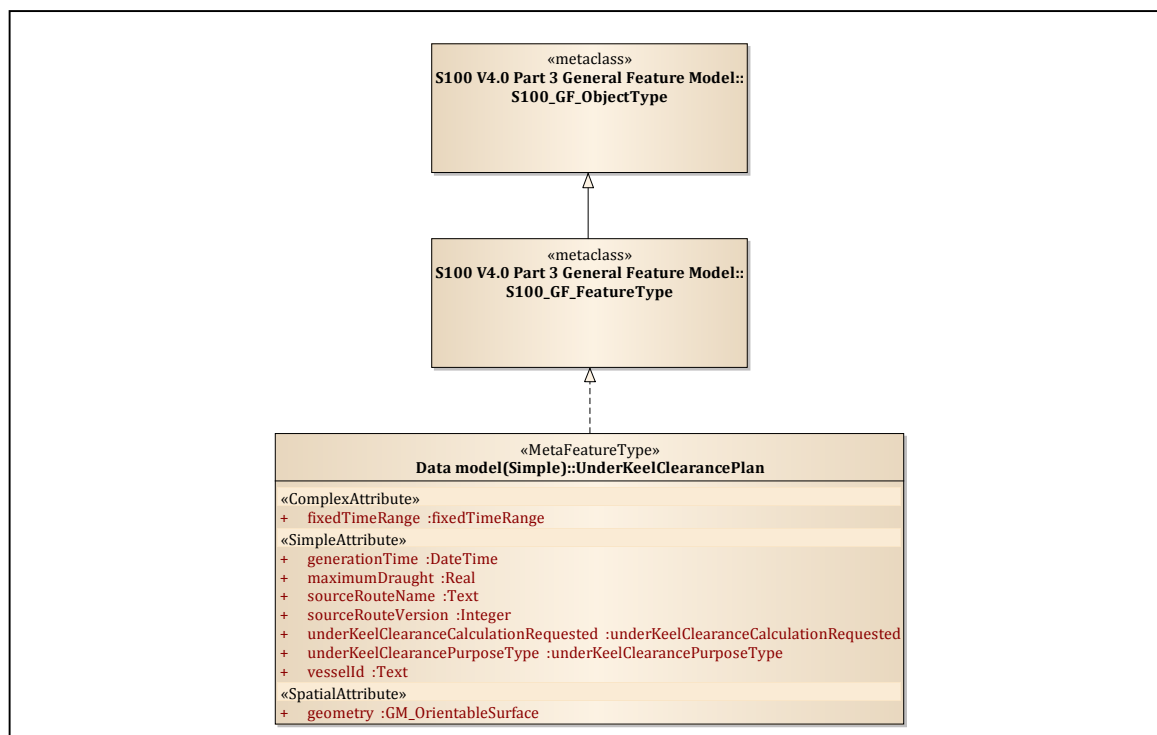 «metaclass»
S100 V4.0 Part 3 General Feature Model::
S100_GF_ObjectType
«metaclass»
S100 V4.0 Part 3 General Feature Model::
S100_GF_FeatureType
«MetaFeatureType»
Data model(Simple)::UnderKeelClearancePlan
«ComplexAttribute»
+ fixedTimeRange :fixedTimeRange
«SimpleAttribute»
+ generationTime :DateTime
+ maximumDraught :Real
+ sourceRouteName :Text
+ sourceRouteVersion :Integer
+ underKeelClearanceCalculationRequested :underKeelClearanceCalculationRequested
+ underKeelClearancePurposeType :underKeelClearancePurposeType
+ vesselId :Text
«SpatialAttribute»
+ geometry :GM_OrientableSurface